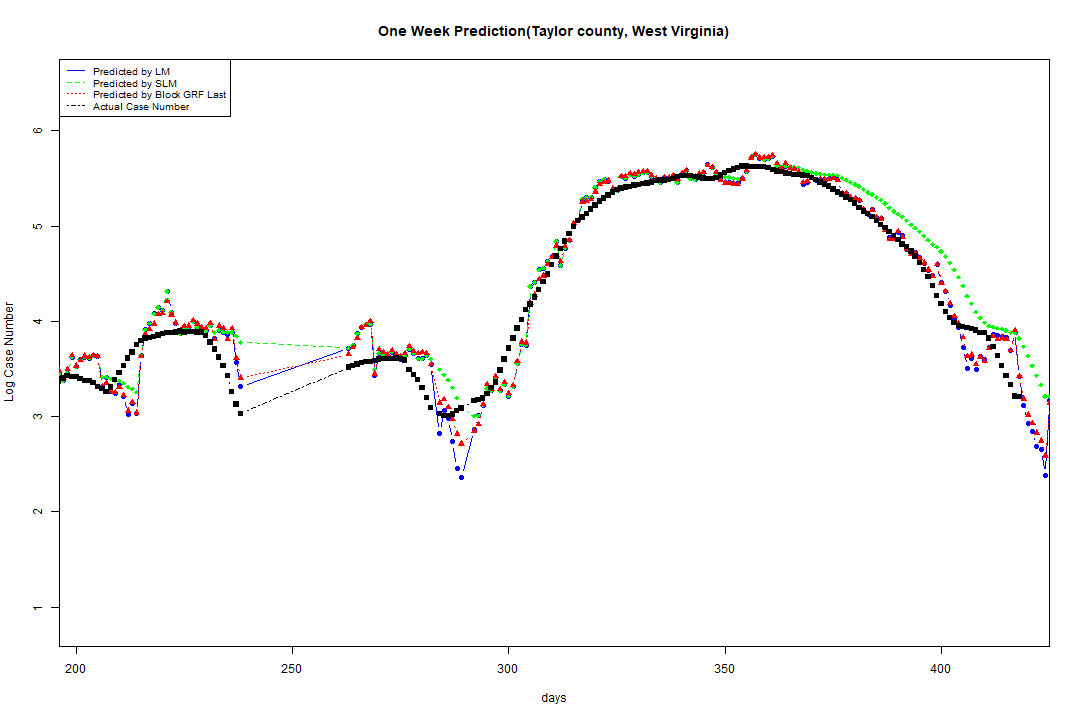 One Week Prediction(Taylor county, West Virginia)
Predicted by LM
Predicted by SLM
Predicted by Block GRF Last
Actual Case Number
6
5
4
3
2
1
Log Case Number
200 250 300 350 400
days